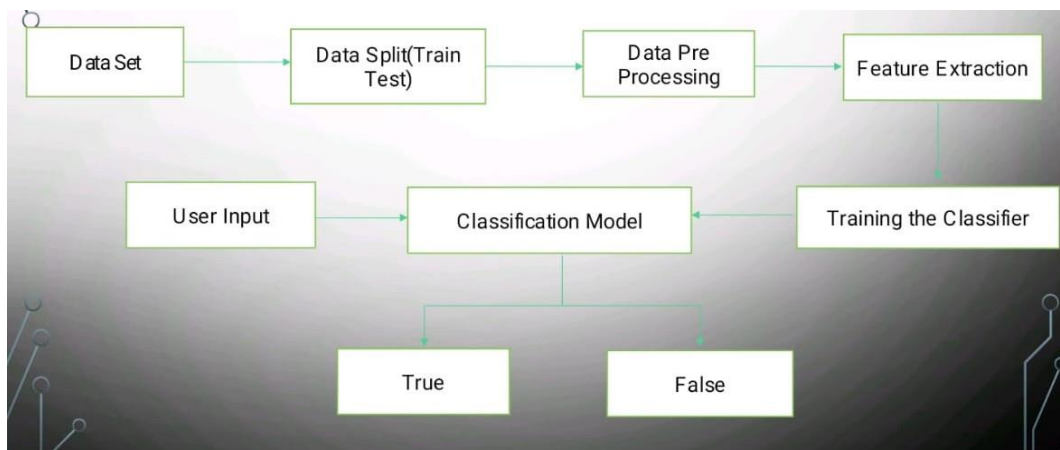 Data Set
Data Split(Train
Test)
Data Pre
Processing
Feature Extraction
User Input
Classification Model
Training the Classifier
True
False